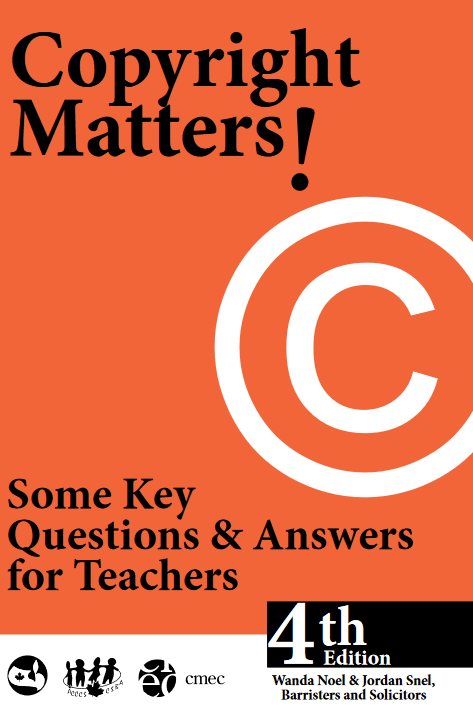 Copyright
Matters!
©
Some Key
Questions & Answers
for Teachers
4th
Edition
cmec
Wanda Noel & Jordan Snel,
Barristers and Solicitors